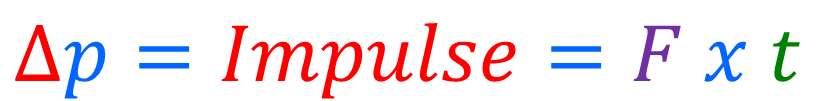 Δp = Impulse = F x t